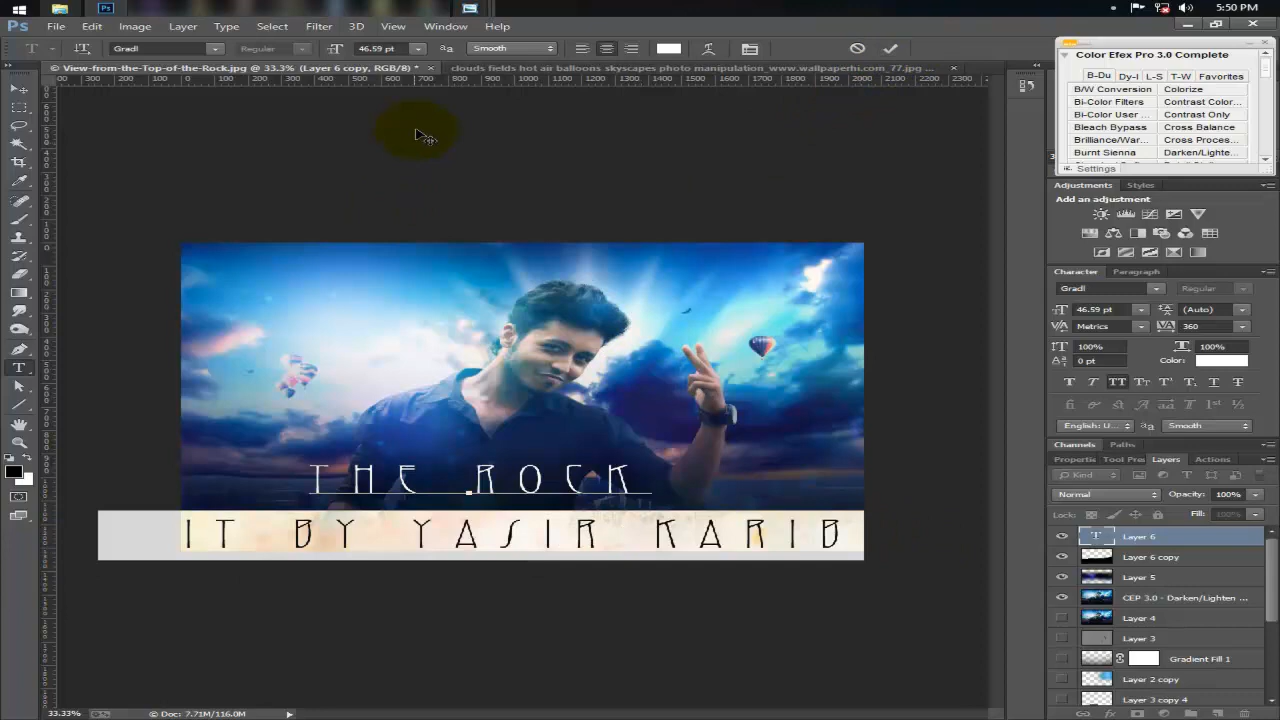 5:50 PM
Ps File Edit Image Layer Type Select Filter 3D View Window Help
Gradl Regular 46.59 pt Smooth
© View-from-the-Top-of-the-Rock.jpg @ 33.3% (Layer 6 copy, RGB/8) *
clouds fields hot air balloons skyscapes photo manipulation_www.wallpaperhi.com_77.jpg ...
Color Efex Pro 3.0 Complete
B-Du Dy-I L-S T-W Favorites
B/W Conversion Colorize
Bi-Color Filters Contrast Color...
Bi-Color User ... Contrast Only
Bleach Bypass Cross Balance
Brilliance/War... Cross Proces...
Burnt Sienna Darken/Lighte...
Settings
Adjustments Styles
Add an adjustment
Character Paragraph
Gradl Regular
46.59 pt (Auto)
Metrics 360
100% 100%
0 pt Color:
English: U... Smooth
Channels Paths
Properties Tool Pres Layers Actions
Kind
Normal Opacity: 100%
Lock: Fill: 100%
Layer 6
Layer 6 copy
Layer 5
CEP 3.0 - Darken/Lighten ...
Layer 4
Layer 3
Gradient Fill 1
Layer 2 copy
Layer 3 copy 4
THE ROCK
IT BY YASIR KARIB
33.33% Doc: 7.71M/116.0M